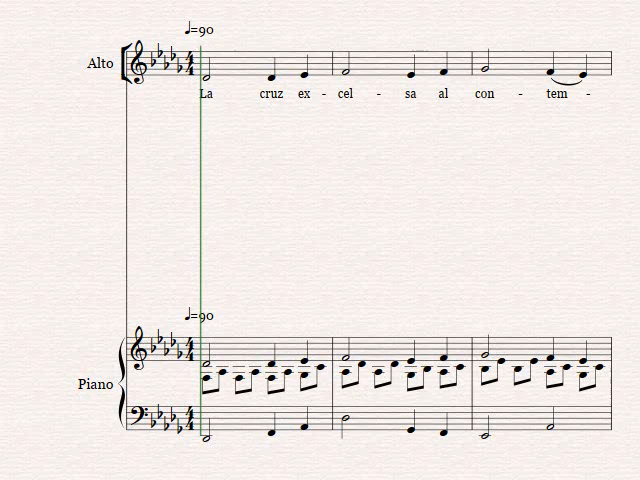 ♩=90
Alto
La cruz ex - cel - sa al con - tem -
♩=90
Piano